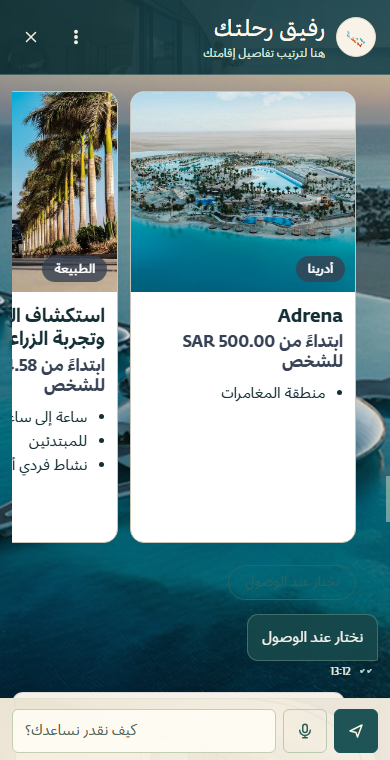 رفيق رحلتك
هنا لترتيب تفاصيل إقامتك
أدرينا
Adrena
ابتداءً من SAR 500.00
للشخص
منطقة المغامرات
الطبيعة
استكشاف
وتجربة
ابتداءً من
للشخص
ساعة إلى
للمبتدئين
نشاط فردي
نختار عند الوصول
نختار عند الوصول
13:12
كيف نقدر نساعدك؟